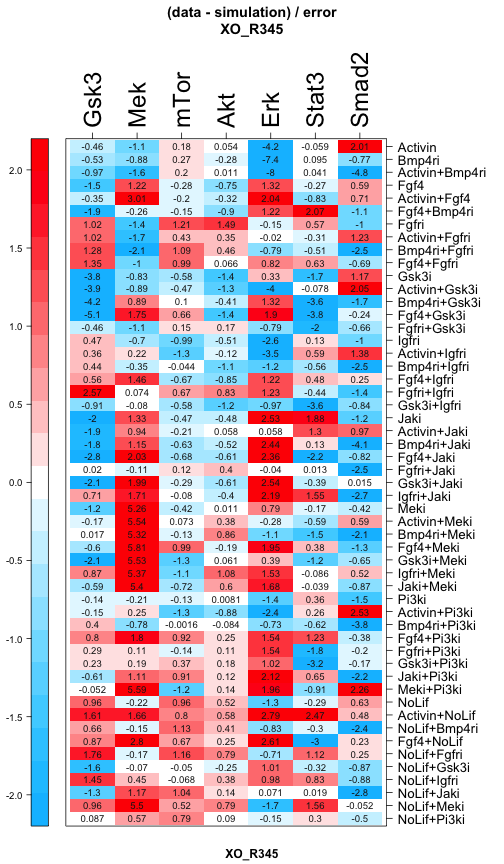 (data - simulation) / error
XO_R345
Gsk3 Mek mTor Akt Erk Stat3 Smad2
-0.46 -1.1 0.18 0.054 -4.2 -0.059 2.01 Activin
-0.53 -0.88 0.27 -0.28 -7.4 0.095 -0.77 Bmp4ri
2.0
-0.97 -1.6 0.2 0.011 -8 0.041 -4.8 Activin+Bmp4ri
-1.5 1.22 -0.28 -0.75 1.32 -0.27 0.59 Fgf4
-0.35 3.01 -0.2 -0.32 2.04 -0.83 0.71 Activin+Fgf4
-1.9 -0.26 -0.15 -0.9 1.22 2.07 -1.1 Fgf4+Bmp4ri
1.02 -1.4 1.21 1.49 -0.15 0.57 -1 Fgfri
1.5
1.02 -1.7 0.43 0.35 -0.02 -0.31 1.23 Activin+Fgfri
1.28 -2.1 1.09 0.46 -0.79 -0.51 -2.5 Bmp4ri+Fgfri
1.35 -1 0.99 0.066 0.82 0.63 -0.69 Fgf4+Fgfri
-3.8 -0.83 -0.58 -1.4 0.33 -1.7 1.17 Gsk3i
-3.9 -0.89 -0.47 -1.3 -4 -0.078 2.05 Activin+Gsk3i
-4.2 0.89 0.1 -0.41 1.32 -3.6 -1.7 Bmp4ri+Gsk3i
1.0
-5.1 1.75 0.66 -1.4 1.9 -3.8 -0.24 Fgf4+Gsk3i
-0.46 -1.1 0.15 0.17 -0.79 -2 -0.66 Fgfri+Gsk3i
0.47 -0.7 -0.99 -0.51 -2.6 0.13 -1 Igfri
0.36 0.22 -1.3 -0.12 -3.5 0.59 1.38 Activin+Igfri
0.44 -0.35 -0.044 -1.1 -1.2 -0.56 -2.5 Bmp4ri+Igfri
0.56 1.46 -0.67 -0.85 1.22 0.48 0.25 Fgf4+Igfri
2.57 0.074 0.67 0.83 1.23 -0.44 -1.4 Fgfri+Igfri
0.5
-0.91 -0.08 -0.58 -1.2 -0.97 -3.6 -0.84 Gsk3i+Igfri
-2 1.33 -0.47 -0.48 2.53 1.88 -1.2 Jaki
-1.9 0.94 -0.21 0.058 0.058 1.3 0.97 Activin+Jaki
-1.8 1.15 -0.63 -0.52 2.44 0.13 -4.1 Bmp4ri+Jaki
-2.8 2.03 -0.68 -0.61 2.36 -2.2 -0.82 Fgf4+Jaki
0.0
0.02 -0.11 0.12 0.4 -0.04 0.013 -2.5 Fgfri+Jaki
-2.1 1.99 -0.29 -0.61 2.54 -0.39 0.015 Gsk3i+Jaki
0.71 1.71 -0.08 -0.4 2.19 1.55 -2.7 Igfri+Jaki
-1.2 5.26 -0.42 0.011 0.79 -0.17 -0.42 Meki
-0.17 5.54 0.073 0.38 -0.28 -0.59 0.59 Activin+Meki
0.017 5.32 -0.13 0.86 -1.1 -1.5 -2.1 Bmp4ri+Meki
-0.5
-0.6 5.61 0.99 -0.19 1.65 0.38 -1.3 Fgf4+Meki
-2.1 5.53 -1.3 0.061 0.39 -1.2 -0.65 Gsk3i+Meki
0.87 5.37 -1.1 1.08 1.53 -0.086 0.52 Igfri+Meki
-0.59 5.4 -0.72 0.6 1.68 -0.039 -0.87 Jaki+Meki
-0.14 -0.21 -0.13 0.0081 -1.4 0.36 -1.5 Pi3ki
-0.15 0.25 -1.3 -0.88 -2.4 0.26 2.53 Activin+Pi3ki
0.4 -0.78 -0.0016 -0.084 -0.73 -0.62 -3.8 Bmp4ri+Pi3ki
-1.0
0.8 1.8 0.92 0.25 1.54 1.23 -0.38 Fgf4+Pi3ki
0.29 0.11 -0.14 0.11 1.54 -1.8 -0.2 Fgfri+Pi3ki
0.23 0.19 0.37 0.18 1.02 -3.2 -0.17 Gsk3i+Pi3ki
-0.61 1.11 0.91 0.12 2.12 0.65 -2.2 Jaki+Pi3ki
-0.052 5.59 -1.2 0.14 1.96 -0.91 2.26 Meki+Pi3ki
-1.5
0.96 -0.22 0.96 0.52 -1.3 -0.29 0.63 NoLif
1.61 1.66 0.8 0.58 2.79 2.47 0.48 Activin+NoLif
0.66 -0.15 1.13 0.41 -0.83 -0.3 -2.4 NoLif+Bmp4ri
0.87 2.8 0.67 0.25 2.61 -3 0.23 Fgf4+NoLif
1.76 -0.17 1.16 0.79 -0.71 1.12 0.25 NoLif+Fgfri
-1.6 -0.07 -0.05 -0.25 1.01 -0.32 -0.87 NoLif+Gsk3i
1.45 0.45 -0.068 0.38 0.98 0.83 -0.88 NoLif+Igfri
-2.0
-1.3 1.17 1.04 0.14 0.071 0.019 -2.8 NoLif+Jaki
0.96 5.5 0.52 0.79 -1.7 1.56 -0.052 NoLif+Meki
0.087 0.57 0.79 0.09 -0.15 0.3 -0.5 NoLif+Pi3ki
XO_R345